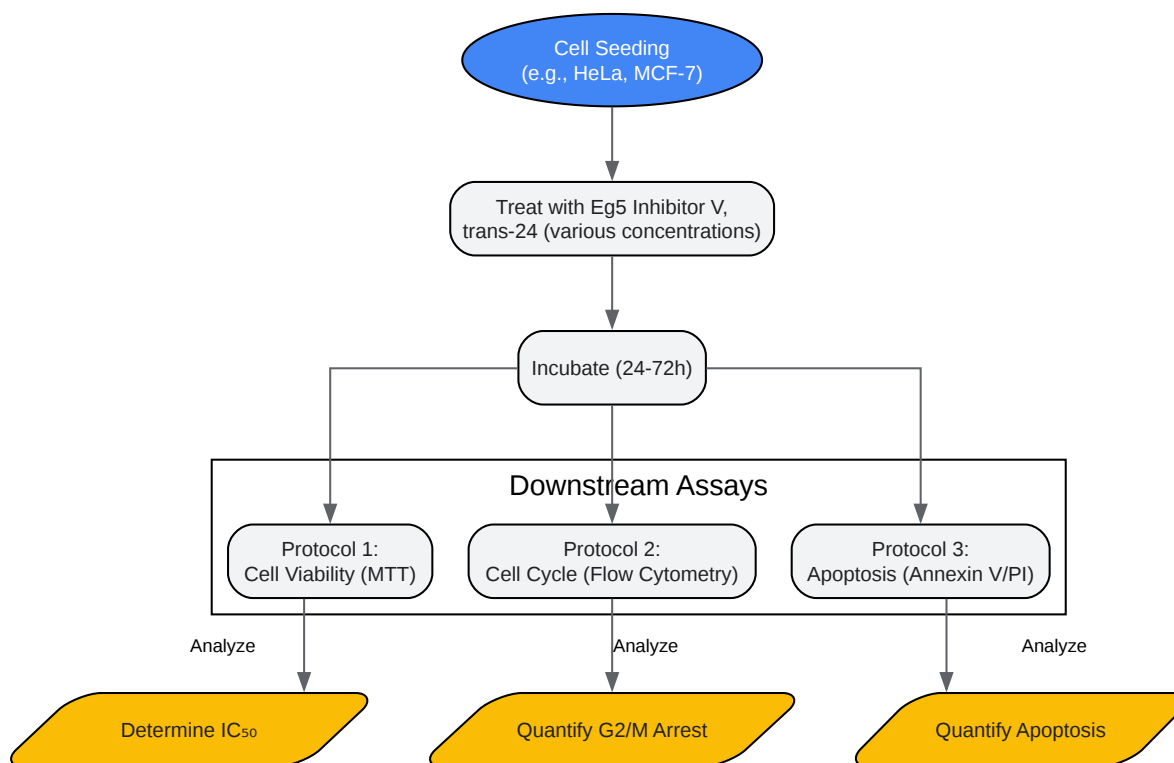 Cell Seeding
(e.g., HeLa, MCF-7)
Treat with Eg5 Inhibitor V,
trans-24 (various concentrations)
Incubate (24-72h)
Downstream Assays
Protocol 1:
Cell Viability (MTT)
Protocol 2:
Cell Cycle (Flow Cytometry)
Protocol 3:
Apoptosis (Annexin V/PI)
Analyze
Analyze
Analyze
Determine IC₅₀
Quantify G2/M Arrest
Quantify Apoptosis